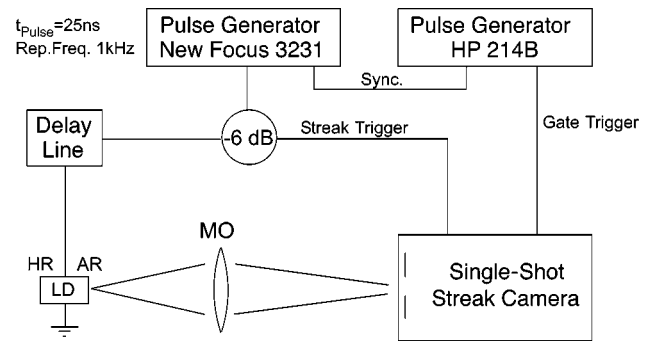 t_Pulse=25ns
Rep.Freq. 1kHz
Pulse Generator
New Focus 3231
Pulse Generator
HP 214B
Sync.
Delay
Line
-6 dB
Streak Trigger
Gate Trigger
MO
HR AR
LD
Single-Shot
Streak Camera